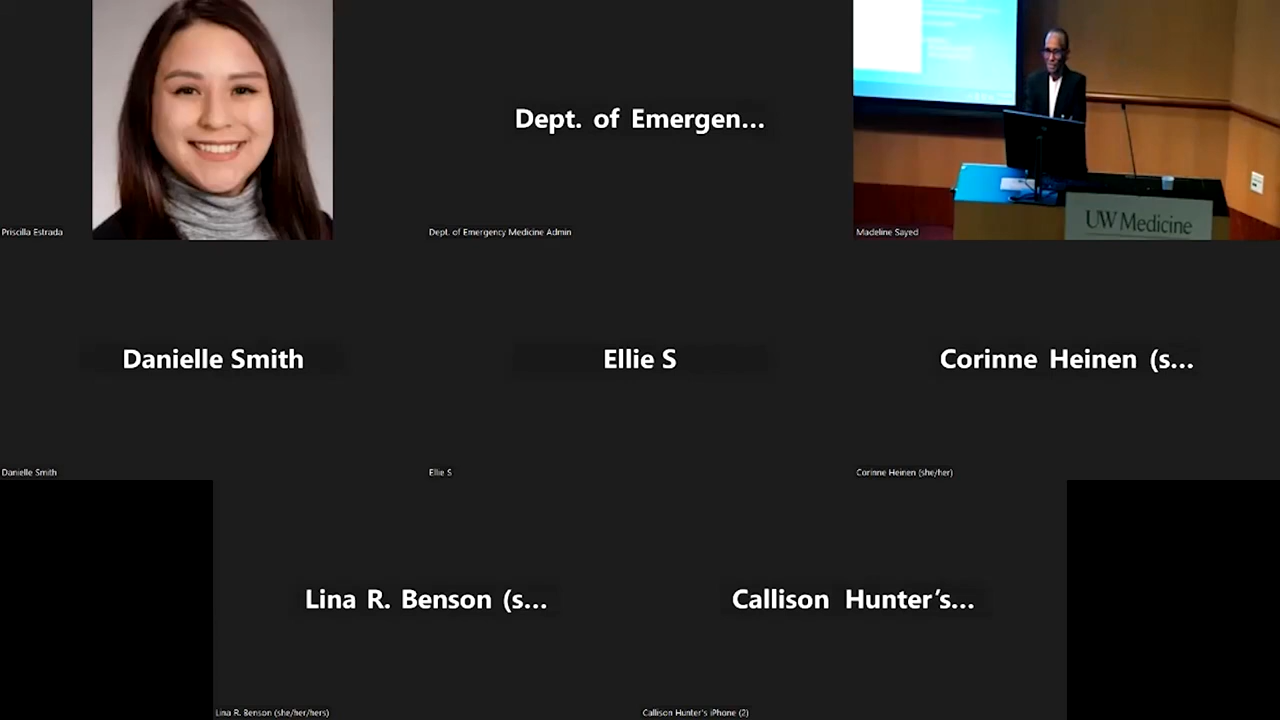 Dept. of Emergen...
Priscilla Estrada
Dept. of Emergency Medicine Admin
UW Medicine
Madeline Sayed
Danielle Smith
Ellie S
Corinne Heinen (s...
Danielle Smith
Ellie S
Corinne Heinen (she/her)
Lina R. Benson (s...
Callison Hunter's...
Lina R. Benson (she/her/hers)
Callison Hunter's iPhone (2)